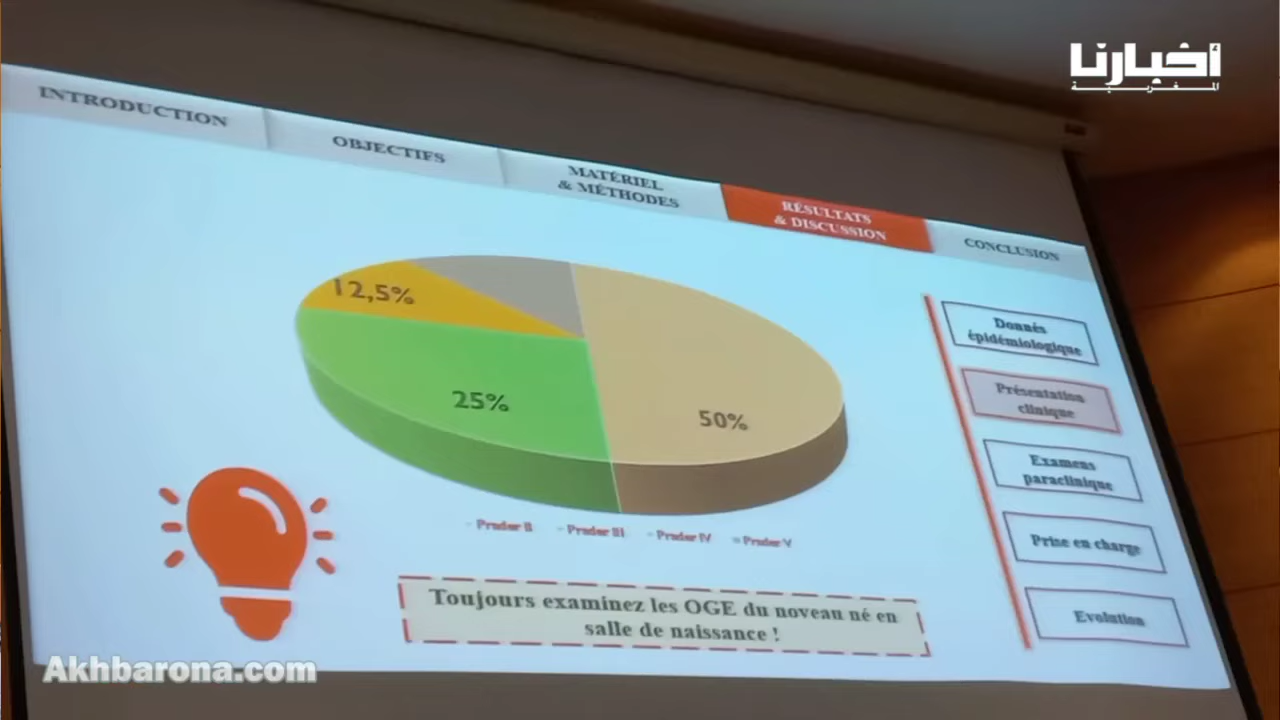 أخبارنا
المغربية
INTRODUCTION
OBJECTIFS
MATÉRIEL
& MÉTHODES
RÉSULTATS
& DISCUSSION
CONCLUSION
12,5%
25%
50%
Prader II
Prader III
Prader IV
Prader V
Donnés
épidémiologique
Présentation
clinique
Examens
paraclinique
Prise en charge
Evolution
Toujours examinez les OGE du noveau né en
salle de naissance !
Akhbarona.com